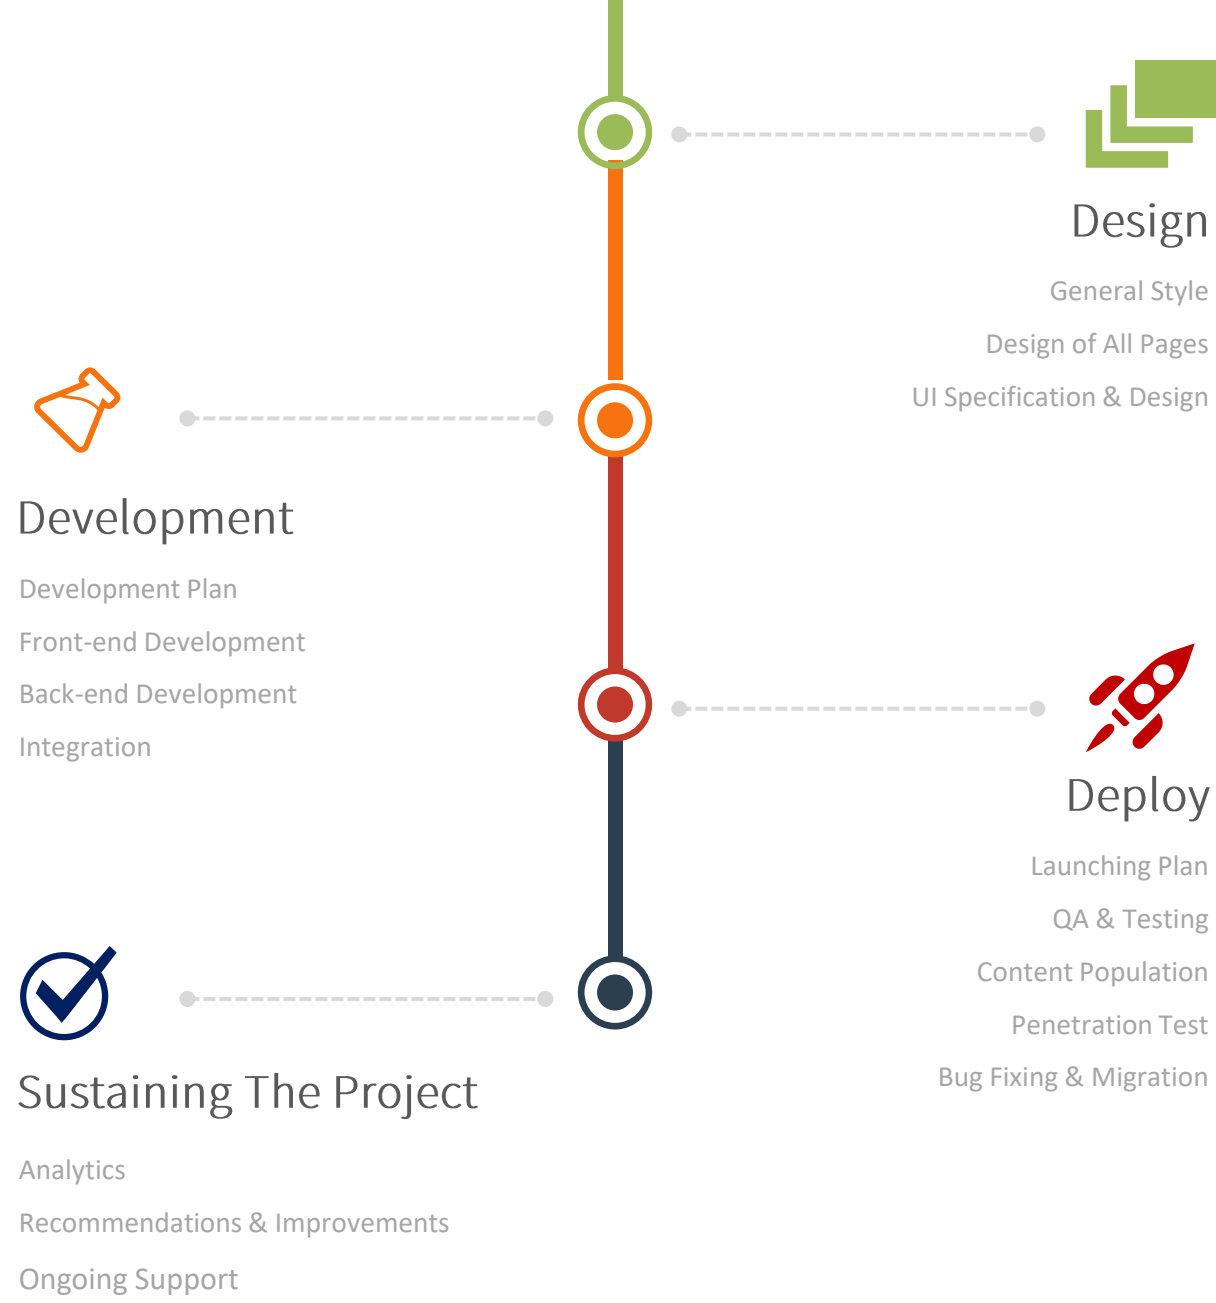 Design
General Style
Design of All Pages
UI Specification & Design
Development
Development Plan
Front-end Development
Back-end Development
Integration
Deploy
Launching Plan
QA & Testing
Content Population
Penetration Test
Bug Fixing & Migration
Sustaining The Project
Analytics
Recommendations & Improvements
Ongoing Support